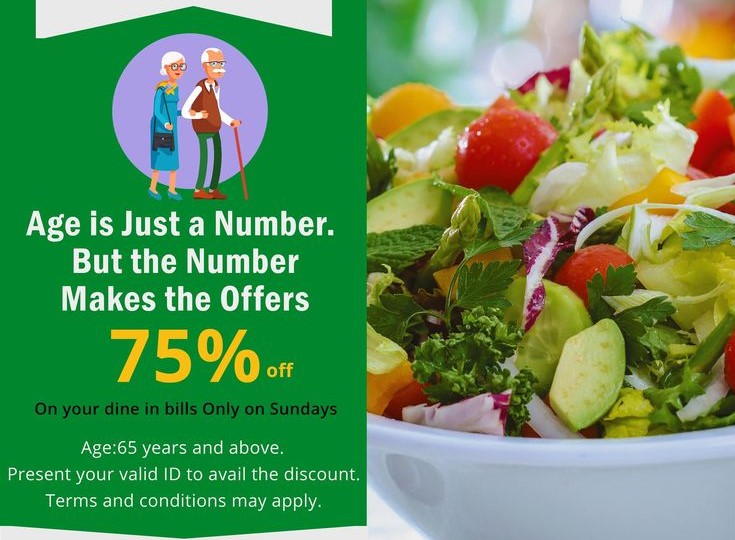 Age is Just a Number.
But the Number
Makes the Offers
75% off
On your dine in bills Only on Sundays
Age:65 years and above.
Present your valid ID to avail the discount.
Terms and conditions may apply.